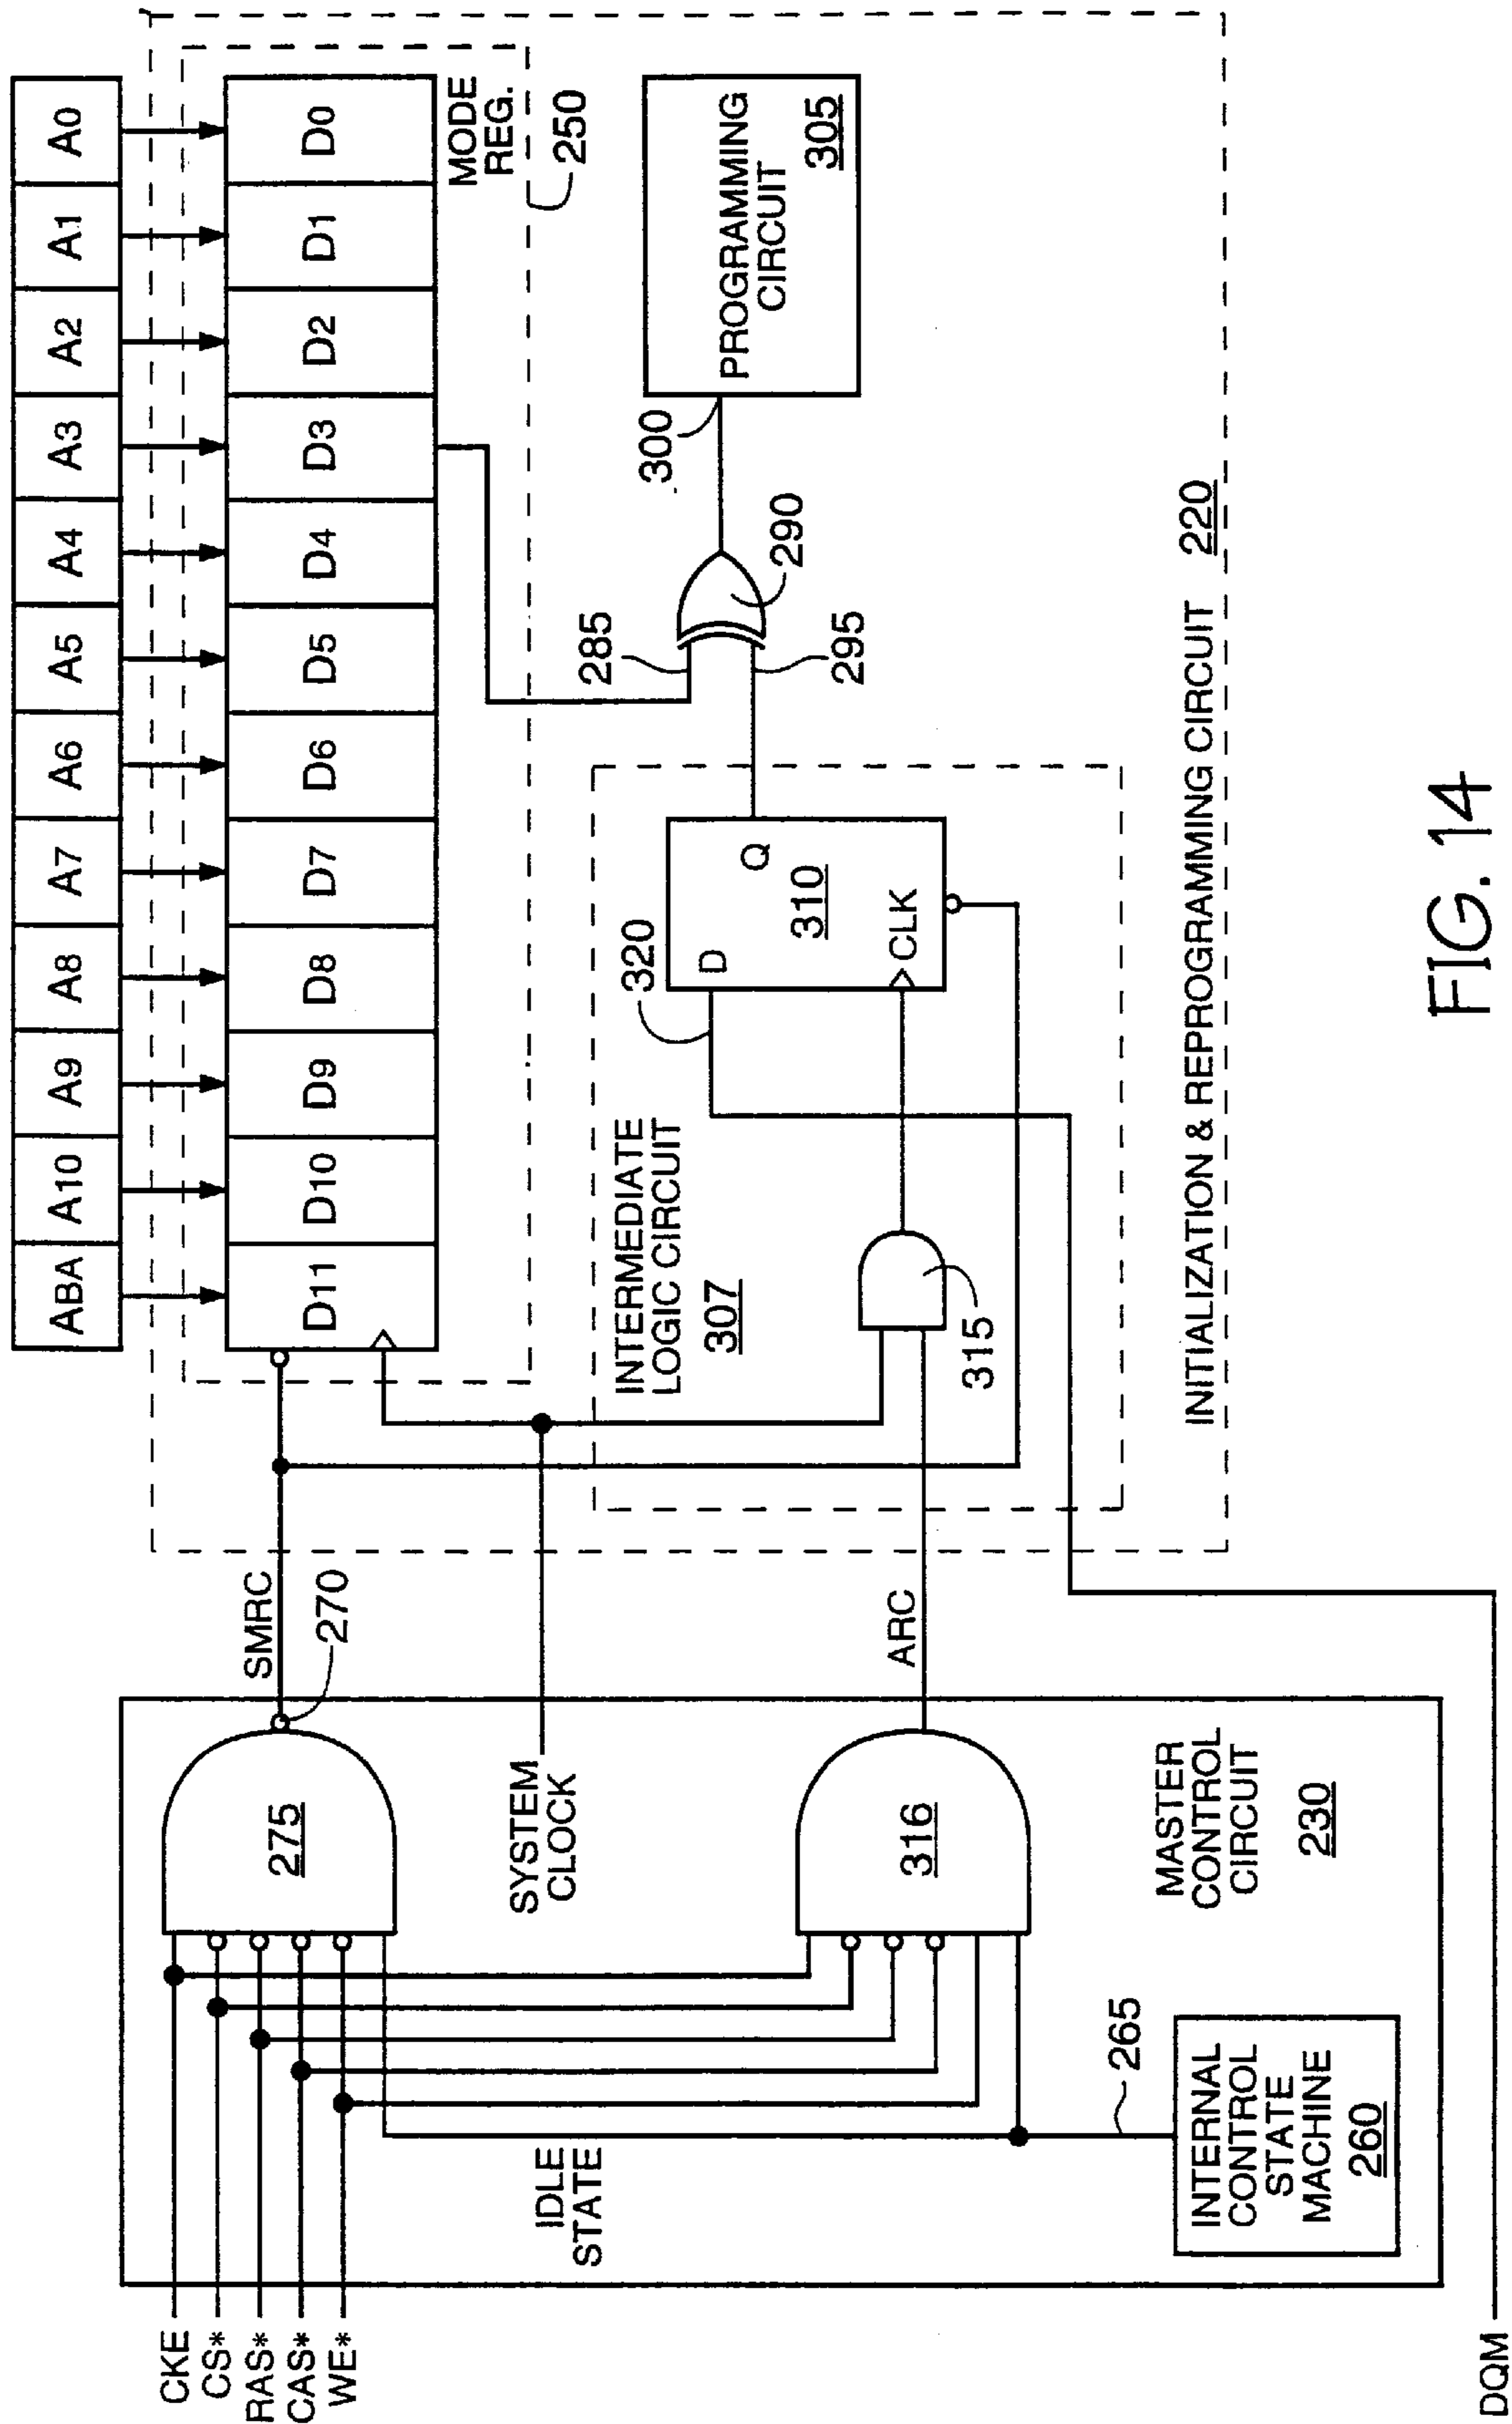 ABA A10 A9 A8 A7 A6 A5 A4 A3 A2 A1 A0
D11 D10 D9 D8 D7 D6 D5 D4 D3 D2 D1 D0
MODE
REG.
250
CKE
CS*
RAS*
CAS*
WE*
275
SMRC
270
SYSTEM
CLOCK
IDLE
STATE
316
ARC
265
INTERNAL
CONTROL
STATE
MACHINE
260
MASTER
CONTROL
CIRCUIT
230
DQM
INTERMEDIATE
LOGIC CIRCUIT
307
315
320
D
Q
310
CLK
285
295
290
300
PROGRAMMING
CIRCUIT
305
INITIALIZATION & REPROGRAMMING CIRCUIT 220
FIG. 14